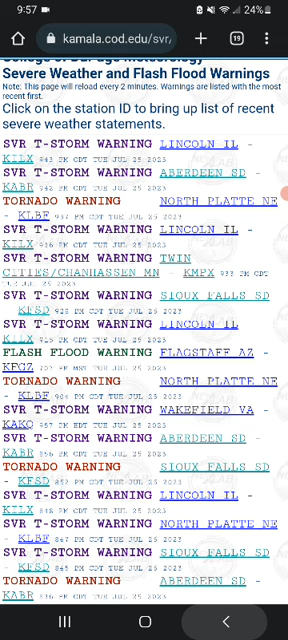 9:57 24%
kamala.cod.edu/svr/ 19
College of DuPage Meteorology
Severe Weather and Flash Flood Warnings
Note: This page will reload every 2 minutes. Warnings are listed with the most
recent first.
Click on the station ID to bring up list of recent
severe weather statements.
SVR T-STORM WARNING LINCOLN IL -
KILX 943 PM CDT TUE JUL 25 2023
SVR T-STORM WARNING ABERDEEN SD -
KABR 942 PM CDT TUE JUL 25 2023
TORNADO WARNING NORTH PLATTE NE
- KLBF 937 PM CDT TUE JUL 25 2023
SVR T-STORM WARNING LINCOLN IL -
KILX 936 PM CDT TUE JUL 25 2023
SVR T-STORM WARNING TWIN
CITIES/CHANHASSEN MN - KMPX 933 PM CDT
TUE JUL 25 2023
SVR T-STORM WARNING SIOUX FALLS SD
- KFSD 928 PM CDT TUE JUL 25 2023
SVR T-STORM WARNING LINCOLN IL -
KILX 915 PM CDT TUE JUL 25 2023
FLASH FLOOD WARNING FLAGSTAFF AZ -
KFGZ 707 PM MST TUE JUL 25 2023
TORNADO WARNING NORTH PLATTE NE
- KLBF 904 PM CDT TUE JUL 25 2023
SVR T-STORM WARNING WAKEFIELD VA -
KAKQ 957 PM EDT TUE JUL 25 2023
SVR T-STORM WARNING ABERDEEN SD -
KABR 856 PM CDT TUE JUL 25 2023
TORNADO WARNING SIOUX FALLS SD
- KFSD 852 PM CDT TUE JUL 25 2023
SVR T-STORM WARNING LINCOLN IL -
KILX 848 PM CDT TUE JUL 25 2023
SVR T-STORM WARNING NORTH PLATTE NE
- KLBF PM CDT TUE JUL 25 2023
SVR T-STORM WARNING SIOUX FALLS SD
- KFSD PM CDT TUE JUL 25 2023
TORNADO WARNING ABERDEEN SD -
KABR 836 PM CDT TUE JUL 25 2023